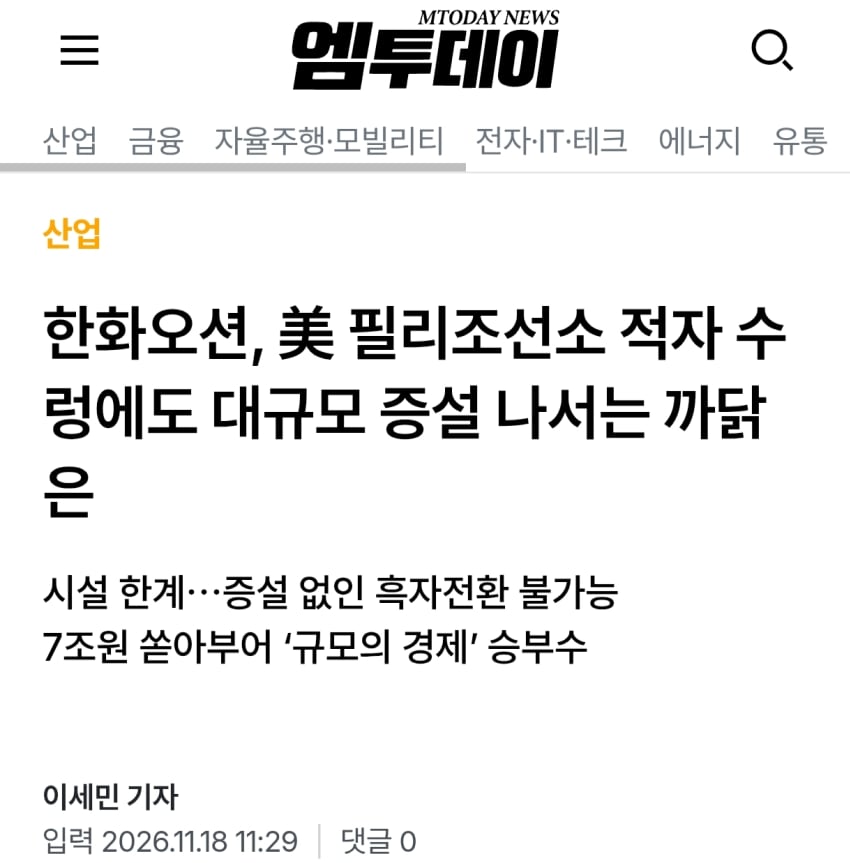 MTODAY NEWS
엠투데이
산업 금융 자율주행·모빌리티 전자·IT·테크 에너지 유통
산업
한화오션, 美 필리조선소 적자 수
렁에도 대규모 증설 나서는 까닭
은
시설 한계…증설 없인 흑자전환 불가능
7조원 쏟아부어 ‘규모의 경제’ 승부수
이세민 기자
입력 2026.11.18 11:29 댓글 0